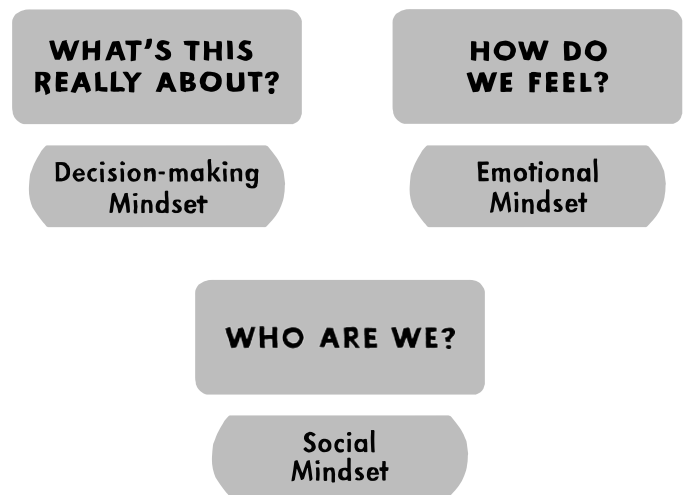 WHAT'S THIS
REALLY ABOUT?
Decision-making
Mindset
HOW DO
WE FEEL?
Emotional
Mindset
WHO ARE WE?
Social
Mindset